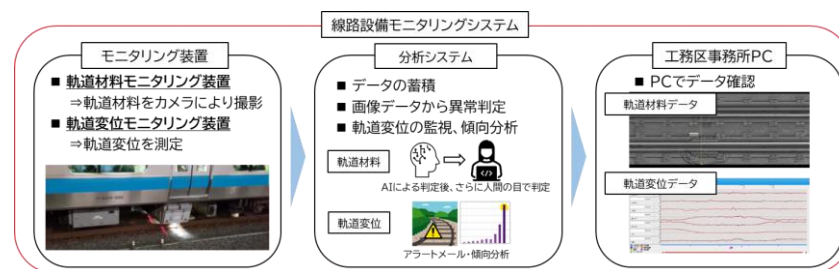 線路設備モニタリングシステム
モニタリング装置
■ 軌道材料モニタリング装置
⇒軌道材料をカメラにより撮影
■ 軌道変位モニタリング装置
⇒軌道変位を測定
分析システム
■ データの蓄積
■ 画像データから異常判定
■ 軌道変位の監視、傾向分析
軌道材料
AIによる判定後、さらに人間の目で判定
軌道変位
アラートメール・傾向分析
工務区事務所PC
■ PCでデータ確認
軌道材料データ
軌道変位データ